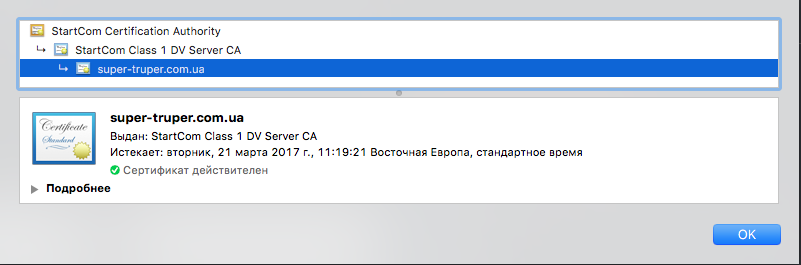 StartCom Certification Authority
StartCom Class 1 DV Server CA
super-truper.com.ua
Certificate
Standard
super-truper.com.ua
Выдан: StartCom Class 1 DV Server CA
Истекает: вторник, 21 марта 2017 г., 11:19:21 Восточная Европа, стандартное время
Сертификат действителен
Подробнее
OK